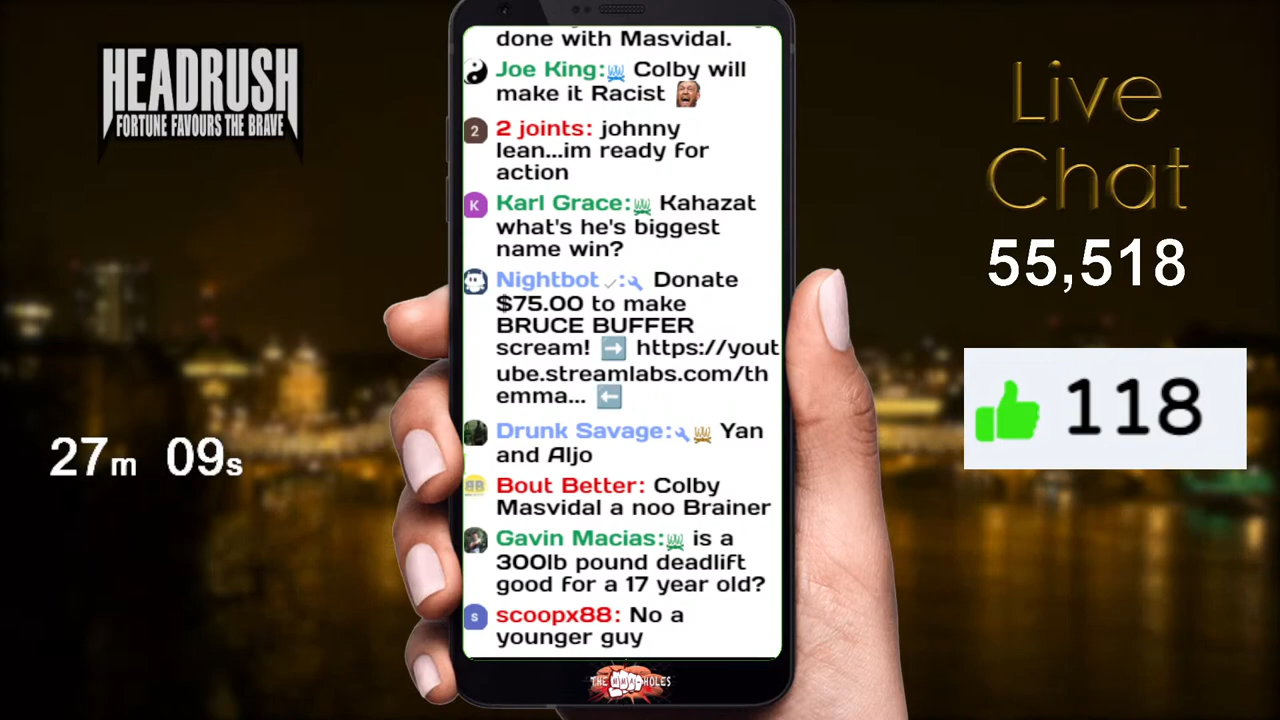 HEADRUSH
FORTUNE FAVOURS THE BRAVE
27m 09s
done with Masvidal.
Joe King: Colby will
make it Racist
2 joints: johnny
lean...im ready for
action
Karl Grace: Kahazat
what's he's biggest
name win?
Nightbot : Donate
$75.00 to make
BRUCE BUFFER
scream! https://yout
ube.streamlabs.com/th
emma...
Drunk Savage: Yan
and Aljo
Bout Better: Colby
Masvidal a noo Brainer
Gavin Macias: is a
300lb pound deadlift
good for a 17 year old?
scoopx88: No a
younger guy
THE MMA-HOLES
Live
Chat
55,518
118